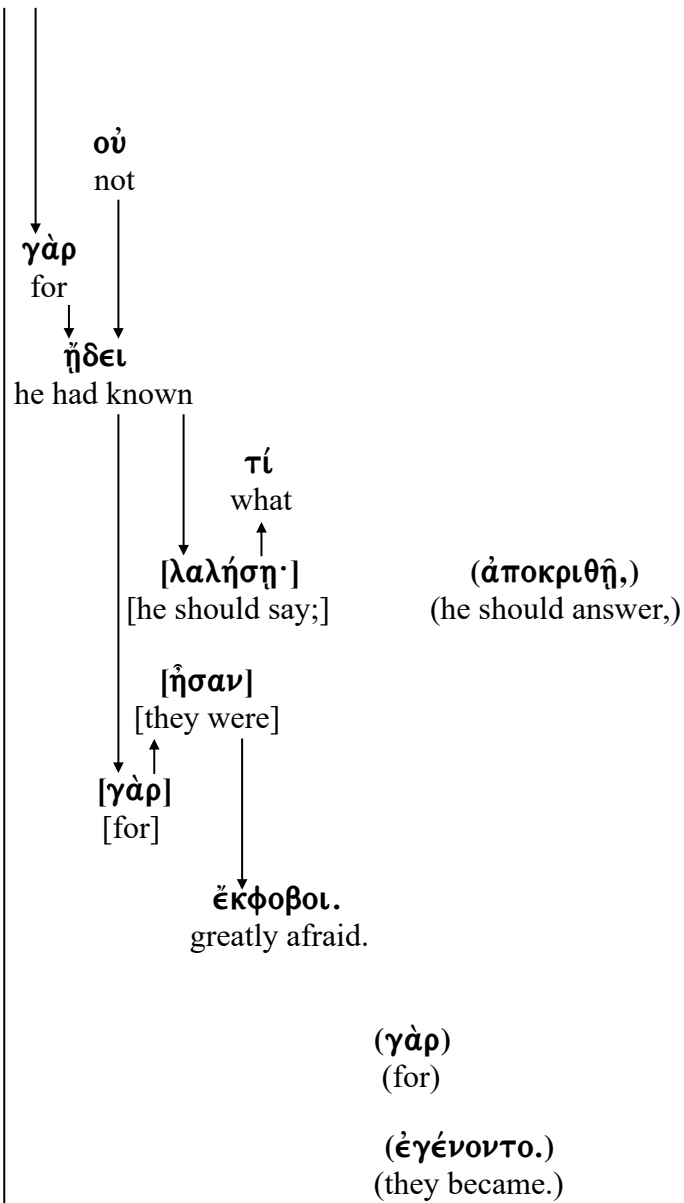 οὐ
not
γὰρ
for
ᾔδει
he had known
τί
what
[λαλήσῃ·] (ἀποκριθῇ,)
[he should say;] (he should answer,)
[ἦσαν]
[they were]
[γὰρ]
[for]
ἔκφοβοι.
greatly afraid.
(γὰρ)
(for)
(ἐγένοντο.)
(they became.)